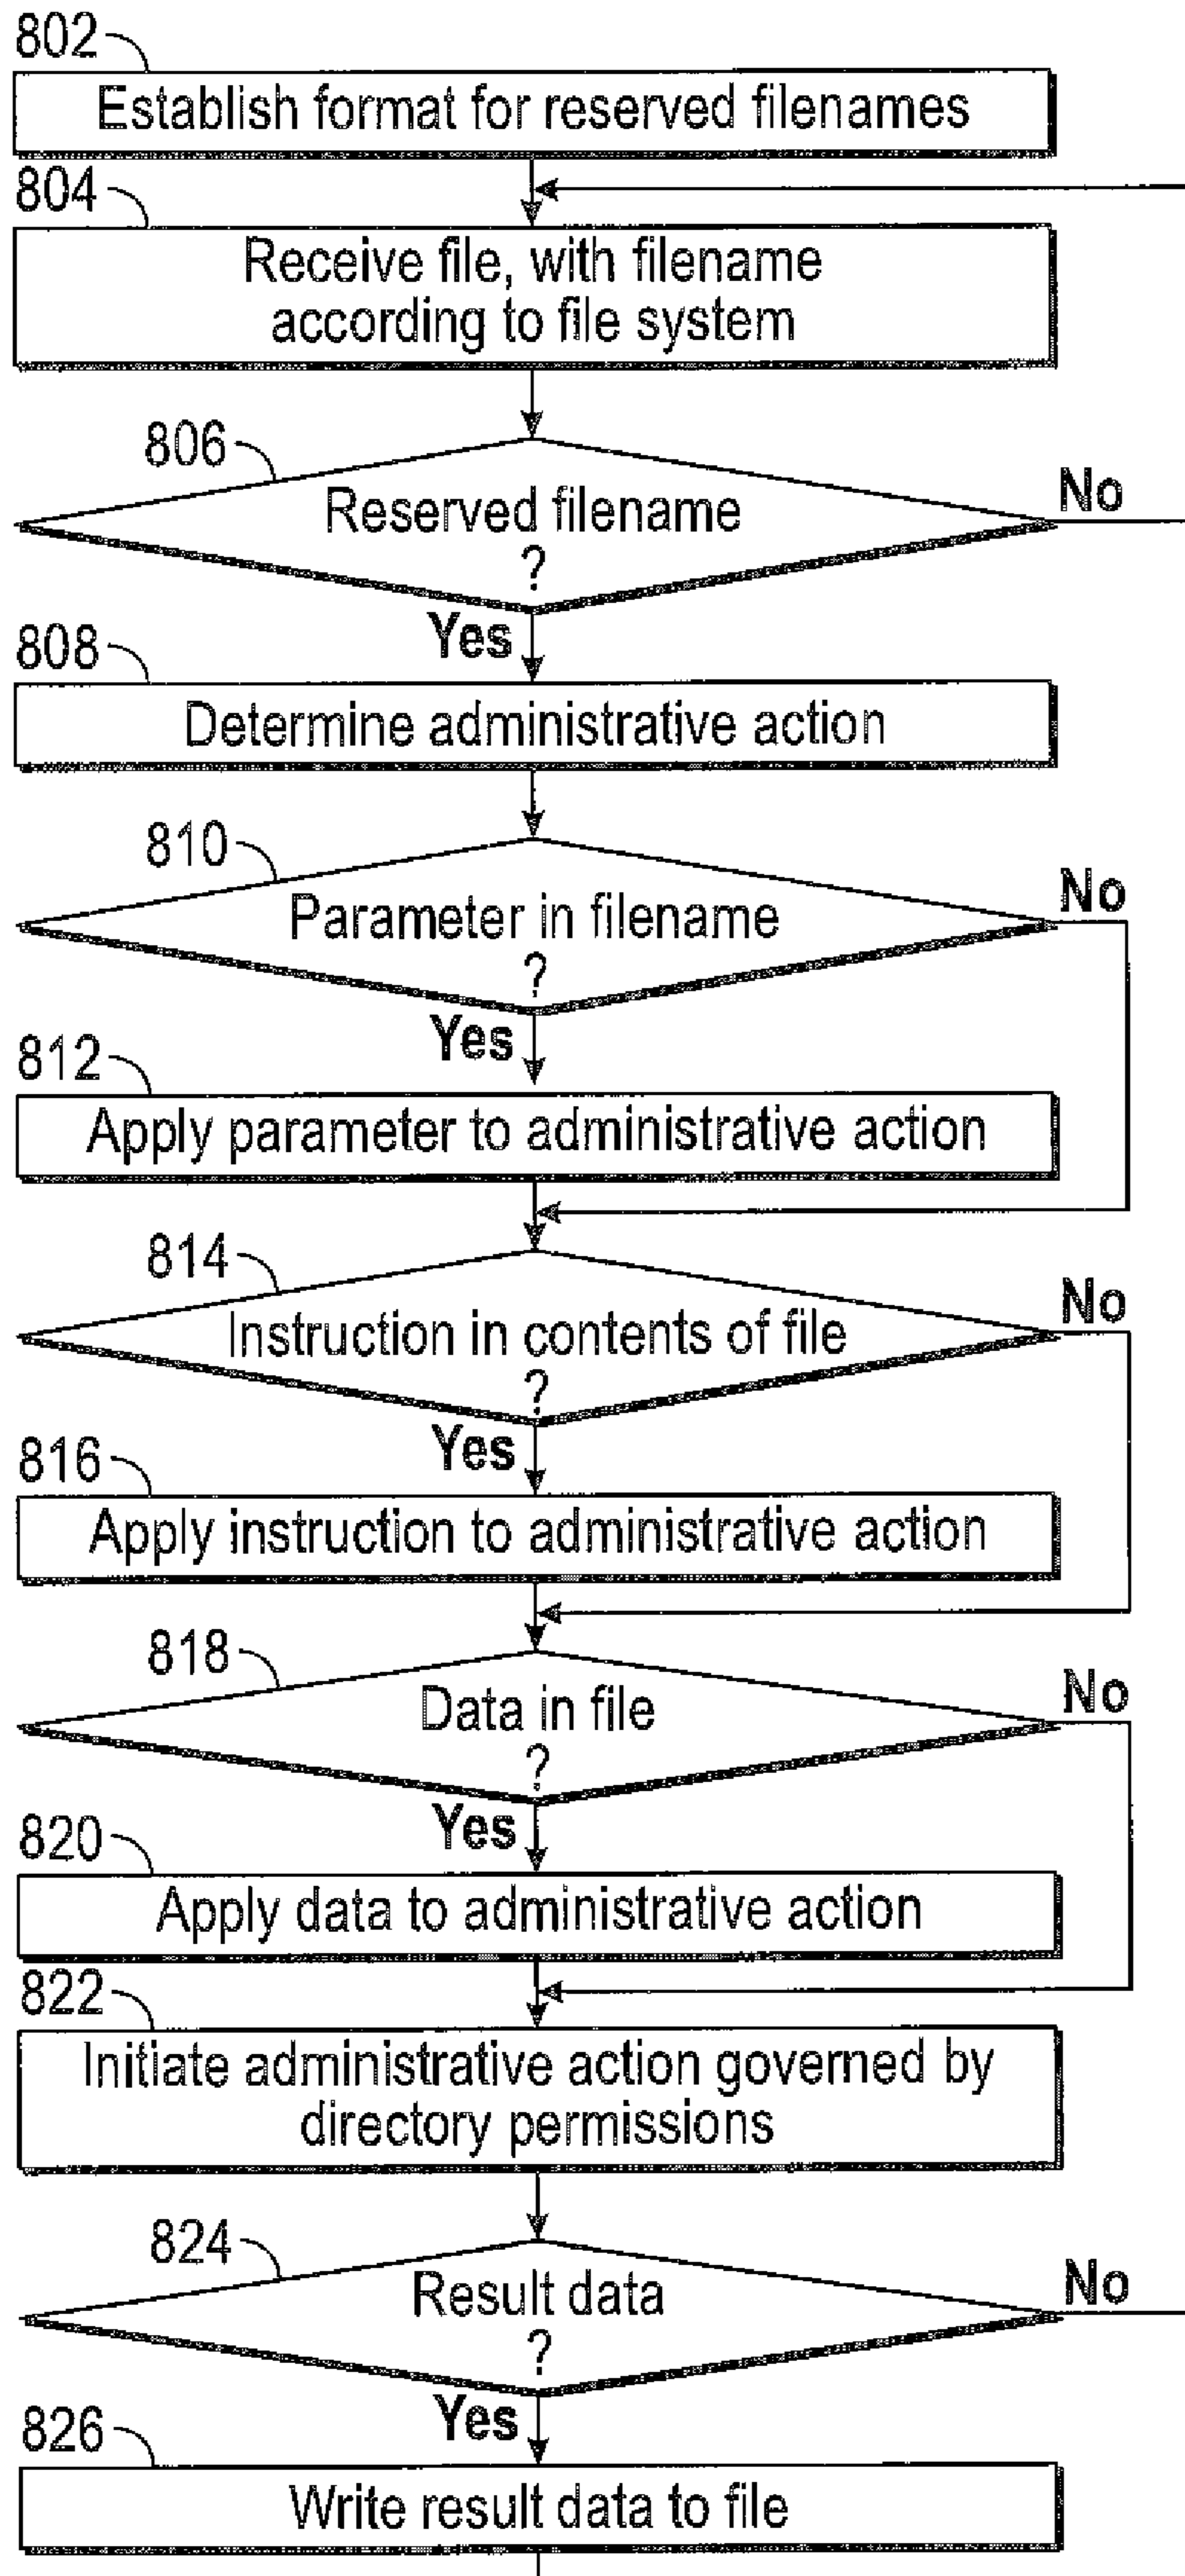 802
Establish format for reserved filenames
804
Receive file, with filename
according to file system
806
Reserved filename
?
No
Yes
808
Determine administrative action
810
Parameter in filename
?
No
Yes
812
Apply parameter to administrative action
814
Instruction in contents of file
?
No
Yes
816
Apply instruction to administrative action
818
Data in file
?
No
Yes
820
Apply data to administrative action
822
Initiate administrative action governed by
directory permissions
824
Result data
?
No
Yes
826
Write result data to file